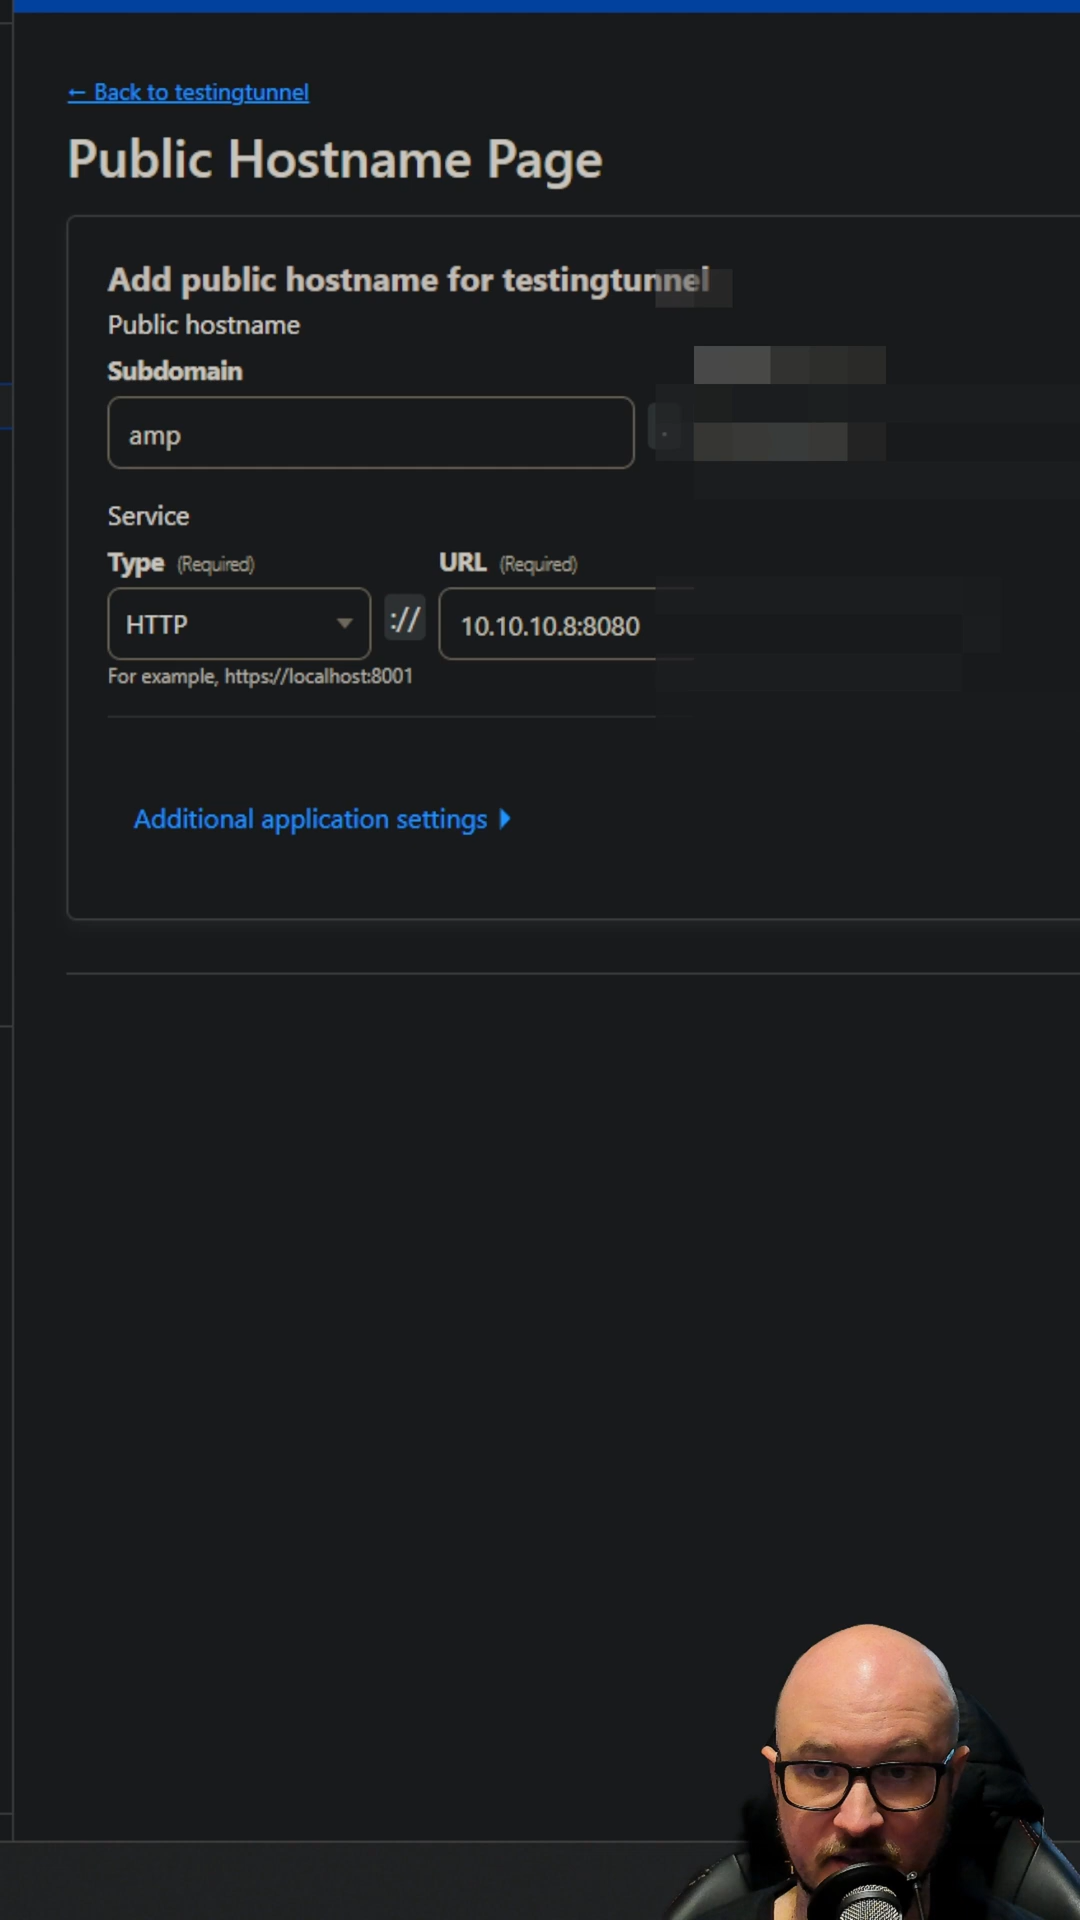 ← Back to testingtunnel
Public Hostname Page
Add public hostname for testingtunnel
Public hostname
Subdomain
amp .
Service
Type (Required) URL (Required)
HTTP :// 10.10.10.8:8080
For example, https://localhost:8001
Additional application settings